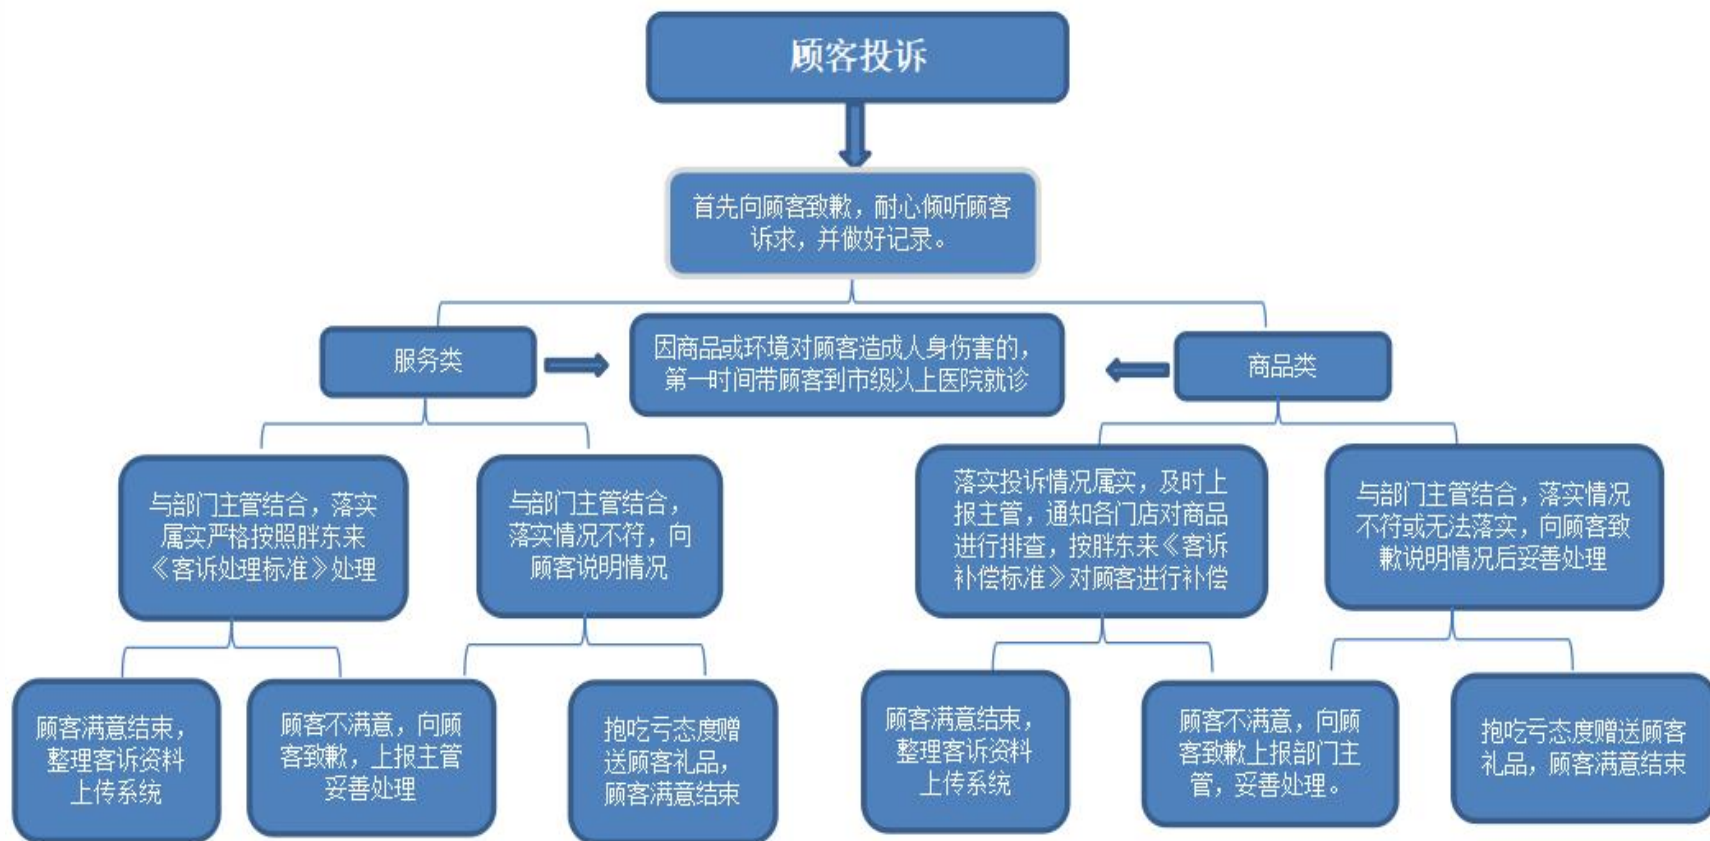 顾客投诉
首先向顾客致歉，耐心倾听顾客
诉求，并做好记录。
服务类
因商品或环境对顾客造成人身伤害的，
第一时间带顾客到市级以上医院就诊
商品类
与部门主管结合，落实
属实严格按照胖东来
《客诉处理标准》处理
与部门主管结合，
落实情况不符，向
顾客说明情况
落实投诉情况属实，及时上
报主管，通知各门店对商品
进行排查，按胖东来《客诉
补偿标准》对顾客进行补偿
与部门主管结合，落实情况
不符或无法落实，向顾客致
歉说明情况后妥善处理
顾客满意结束，
整理客诉资料
上传系统
顾客不满意，向顾
客致歉，上报主管
妥善处理
抱吃亏态度赠
送顾客礼品，
顾客满意结束
顾客满意结束，
整理客诉资料
上传系统
顾客不满意，向顾
客致歉上报部门主
管，妥善处理。
抱吃亏态度赠送顾客
礼品，顾客满意结束